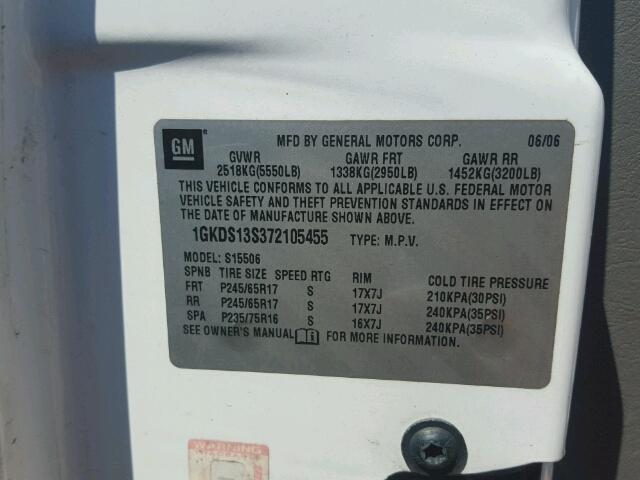 GM
MFD BY GENERAL MOTORS CORP. 06/06
GVWR GAWR FRT GAWR RR
2518KG(5550LB) 1338KG(2950LB) 1452KG(3200LB)
THIS VEHICLE CONFORMS TO ALL APPLICABLE U.S. FEDERAL MOTOR
VEHICLE SAFETY AND THEFT PREVENTION STANDARDS IN EFFECT ON
THE DATE OF MANUFACTURE SHOWN ABOVE.
1GKDS13S372105455 TYPE: M.P.V.
MODEL: S15506
SPNB TIRE SIZE SPEED RTG RIM COLD TIRE PRESSURE
FRT P245/65R17 S 17X7J 210KPA(30PSI)
RR P245/65R17 S 17X7J 240KPA(35PSI)
SPA P235/75R16 S 16X7J 240KPA(35PSI)
SEE OWNER'S MANUAL FOR MORE INFORMATION.
WARNING